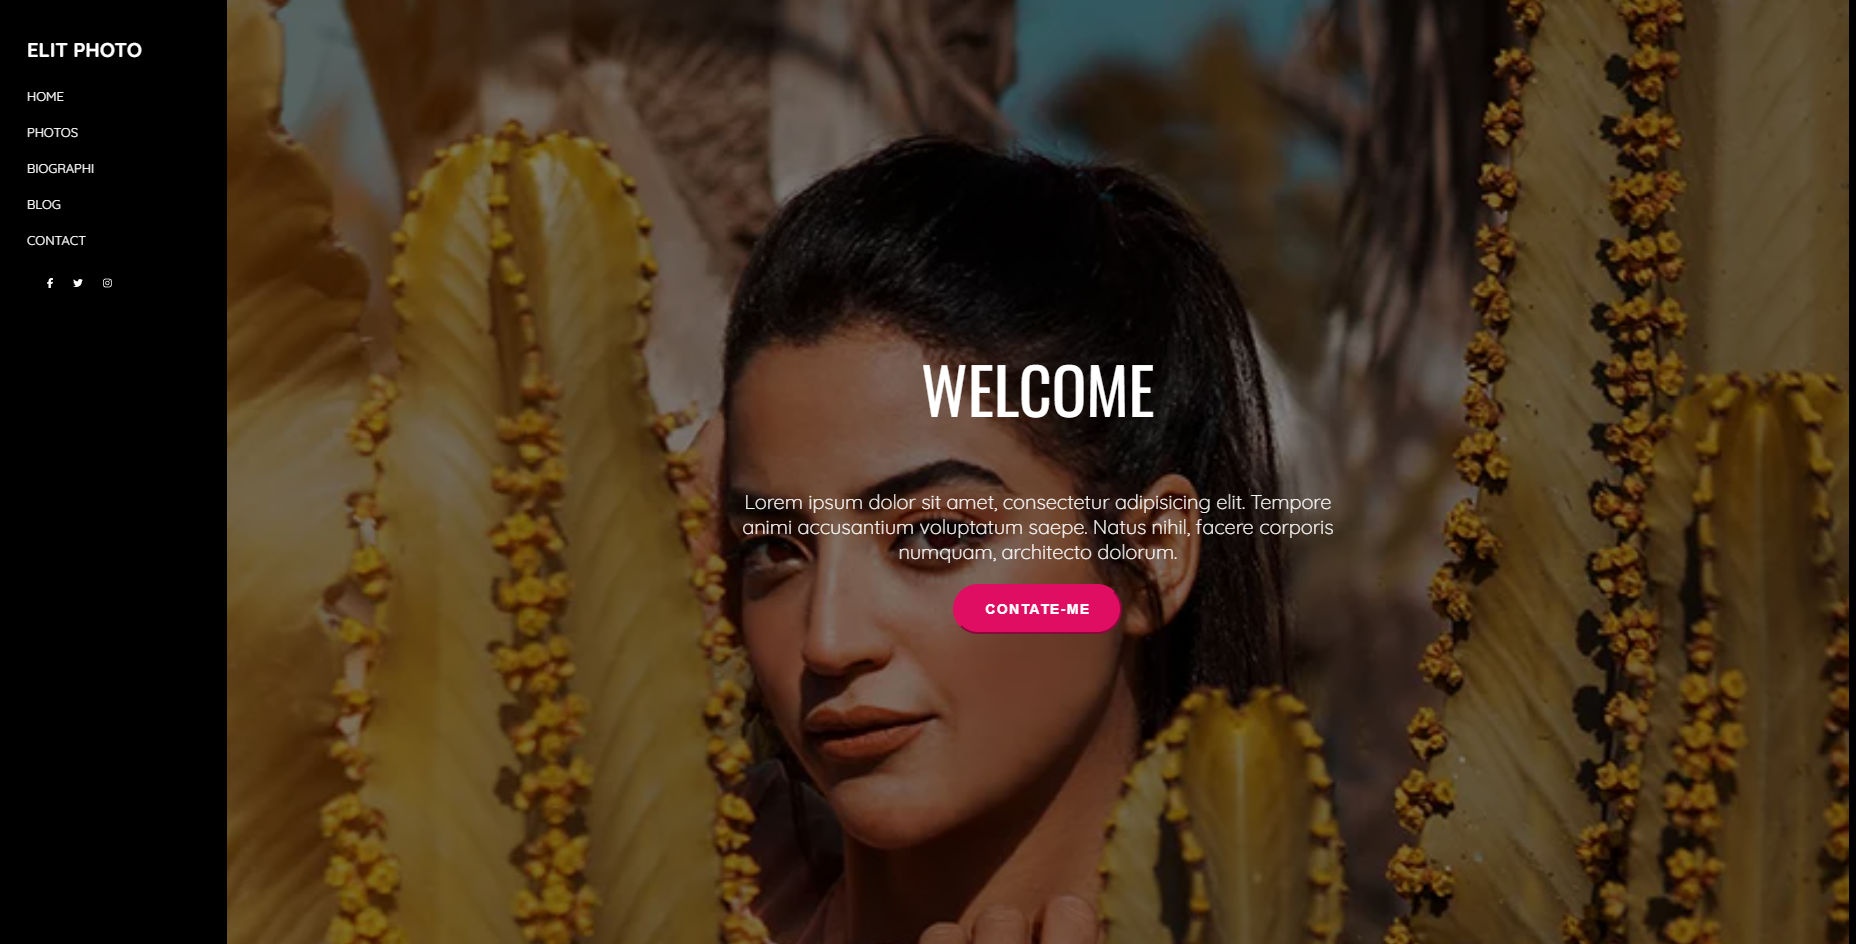 ELIT PHOTO
HOME
PHOTOS
BIOGRAPHI
BLOG
CONTACT
WELCOME
Lorem ipsum dolor sit amet, consectetur adipisicing elit. Tempore
animi accusantium voluptatum saepe. Natus nihil, facere corporis
numquam, architecto dolorum.
CONTATE-ME